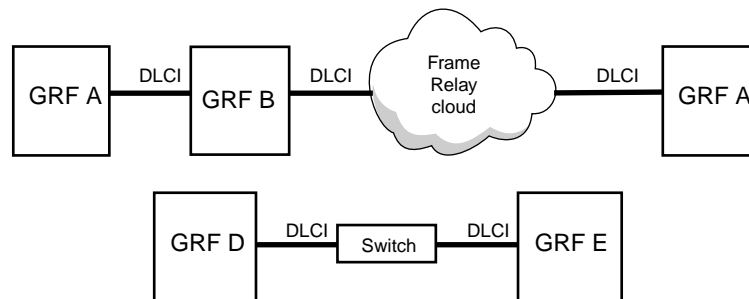 GRF A
DLCI
GRF B
DLCI
Frame
Relay
cloud
DLCI
GRF A
GRF D
DLCI
Switch
DLCI
GRF E